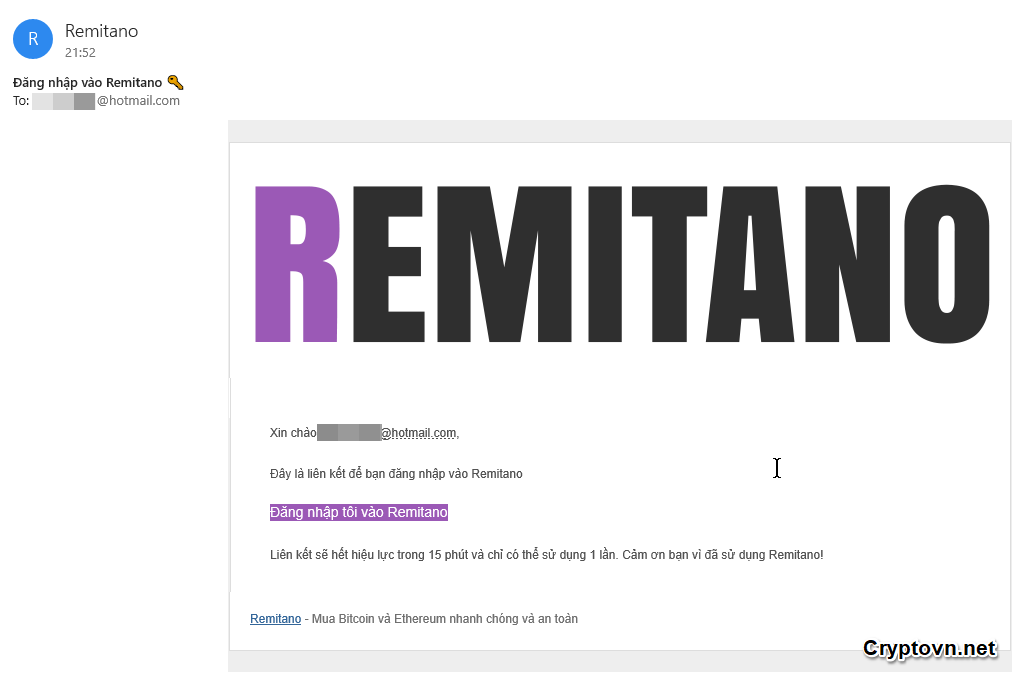 R
Remitano
21:52
Đăng nhập vào Remitano 🔑
To: @hotmail.com
REMITANO
Xin chào @hotmail.com,
Đây là liên kết để bạn đăng nhập vào Remitano
Đăng nhập tôi vào Remitano
Liên kết sẽ hết hiệu lực trong 15 phút và chỉ có thể sử dụng 1 lần. Cảm ơn bạn vì đã sử dụng Remitano!
Remitano - Mua Bitcoin và Ethereum nhanh chóng và an toàn
Cryptovn.net